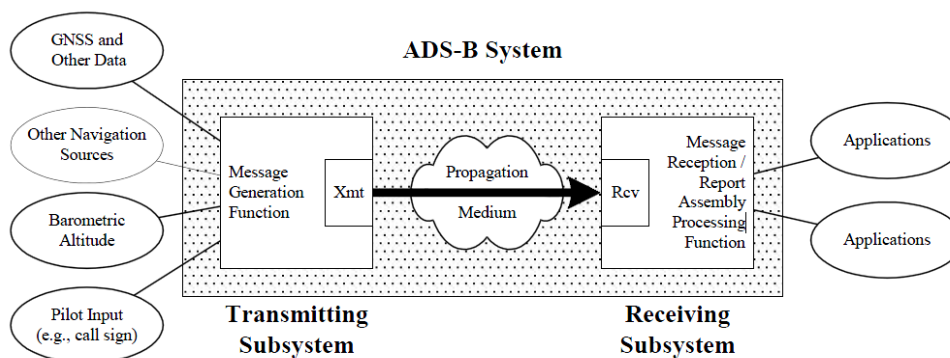 GNSS and
Other Data
Other Navigation
Sources
Barometric
Altitude
Pilot Input
(e.g., call sign)
ADS-B System
Message
Generation
Function
Xmt
Propagation
Medium
Rcv
Message
Reception /
Report
Assembly
Processing
Function
Applications
Applications
Transmitting
Subsystem
Receiving
Subsystem